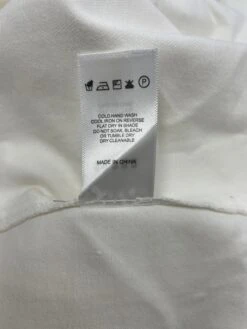 P
COLD HAND WASH
COOL IRON ON REVERSE
FLAT DRY IN SHADE
DO NOT SOAK, BLEACH
OR TUMBLE DRY
DRY CLEANABLE
MADE IN CHINA